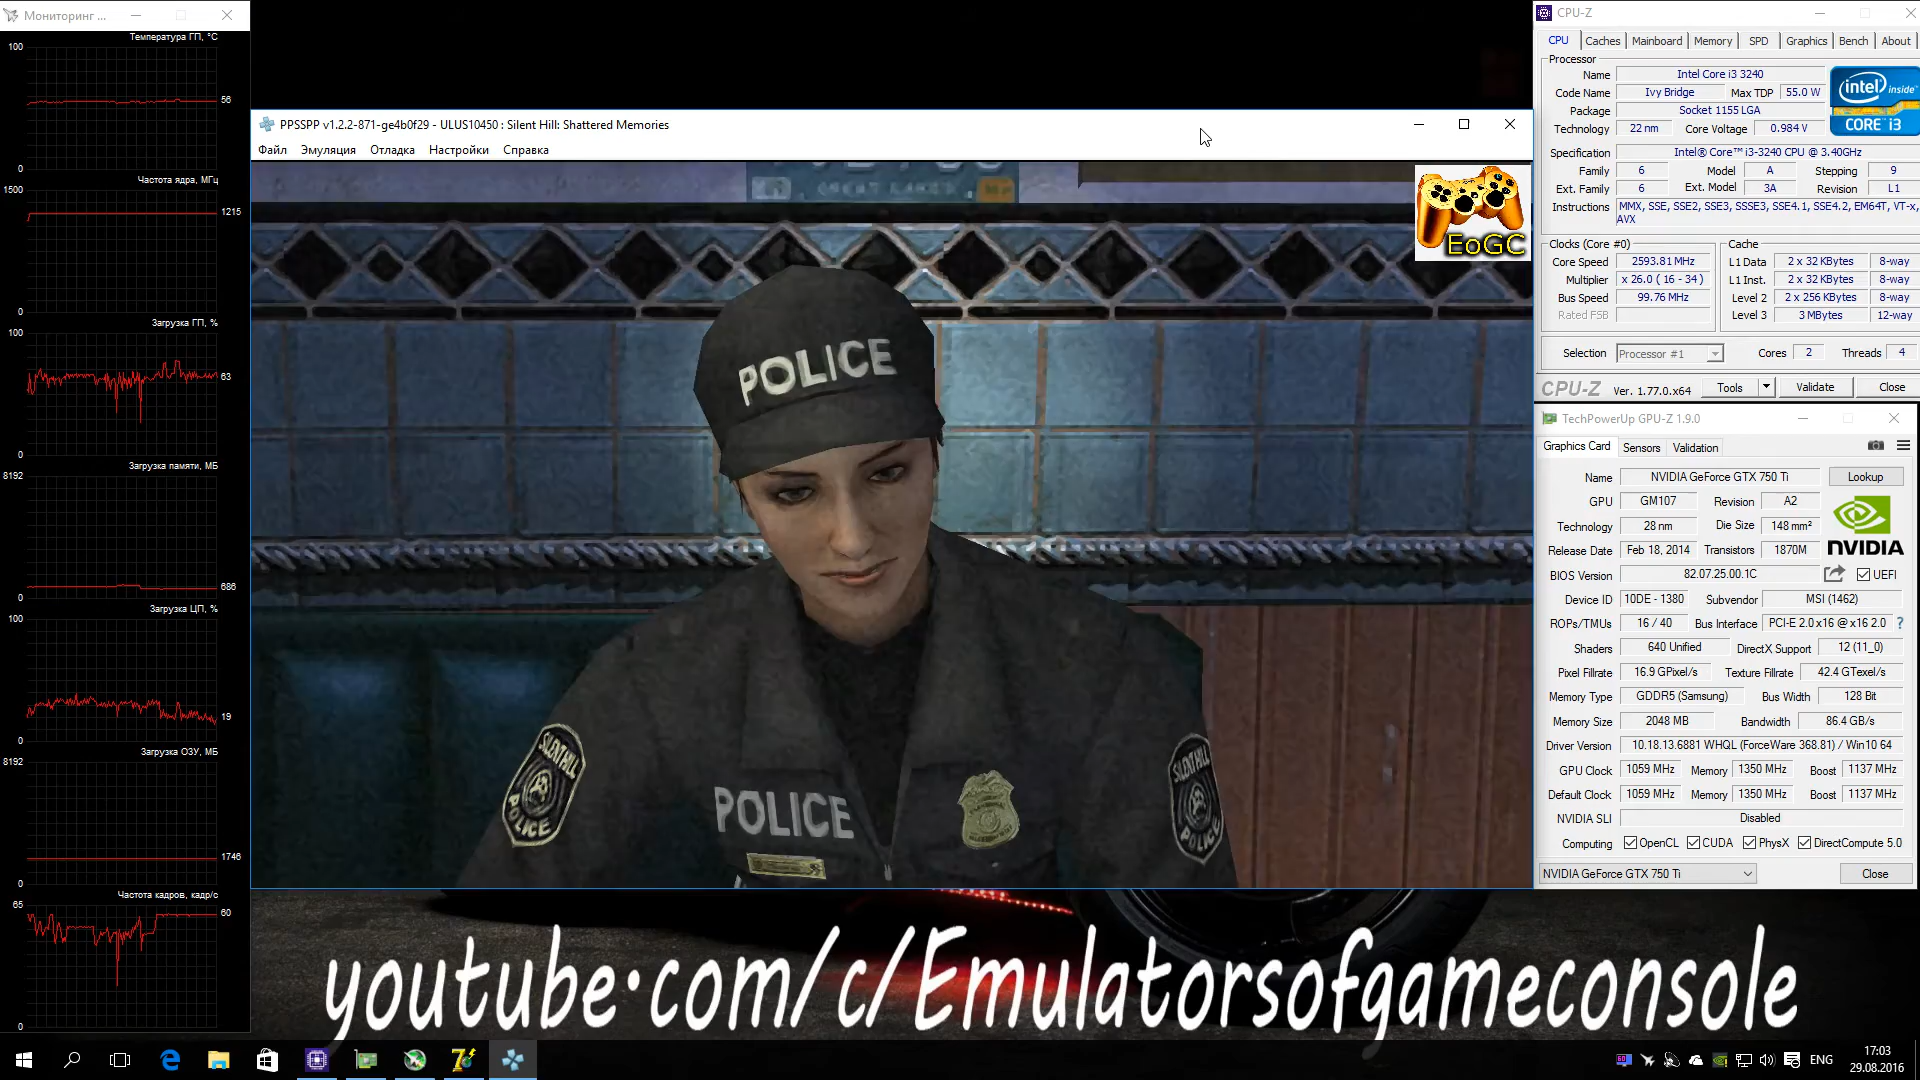 Мониторинг ...
Температура ГП, °C
100
56
0
Частота ядра, МГц
1500
1215
0
Загрузка ГП, %
100
63
0
Загрузка памяти, МБ
8192
686
0
Загрузка ЦП, %
100
19
0
Загрузка ОЗУ, МБ
8192
1746
0
Частота кадров, кадр/с
65
60
0
PPSSPP v1.2.2-871-ge4b0f29 - ULUS10450 : Silent Hill: Shattered Memories
Файл Эмуляция Отладка Настройки Справка
EoGC
POLICE
SILENT HILL
POLICE
POLICE
SILENT HILL
POLICE
CPU-Z
CPU Caches Mainboard Memory SPD Graphics Bench About
Processor
Name Intel Core i3 3240
Code Name Ivy Bridge Max TDP 55.0 W
Package Socket 1155 LGA
Technology 22 nm Core Voltage 0.984 V
intel inside™
CORE i3
Specification Intel® Core™ i3-3240 CPU @ 3.40GHz
Family 6 Model A Stepping 9
Ext. Family 6 Ext. Model 3A Revision L1
Instructions MMX, SSE, SSE2, SSE3, SSSE3, SSE4.1, SSE4.2, EM64T, VT-x,
AVX
Clocks (Core #0)
Core Speed 2593.81 MHz
Multiplier x 26.0 ( 16 - 34 )
Bus Speed 99.76 MHz
Rated FSB
Cache
L1 Data 2 x 32 KBytes 8-way
L1 Inst. 2 x 32 KBytes 8-way
Level 2 2 x 256 KBytes 8-way
Level 3 3 MBytes 12-way
Selection Processor #1 Cores 2 Threads 4
CPU-Z Ver. 1.77.0.x64 Tools Validate Close
TechPowerUp GPU-Z 1.9.0
Graphics Card Sensors Validation
Name NVIDIA GeForce GTX 750 Ti Lookup
GPU GM107 Revision A2
Technology 28 nm Die Size 148 mm²
Release Date Feb 18, 2014 Transistors 1870M
NVIDIA
BIOS Version 82.07.25.00.1C UEFI
Device ID 10DE - 1380 Subvendor MSI (1462)
ROPs/TMUs 16 / 40 Bus Interface PCI-E 2.0 x16 @ x16 2.0 ?
Shaders 640 Unified DirectX Support 12 (11_0)
Pixel Fillrate 16.9 GPixel/s Texture Fillrate 42.4 GTexel/s
Memory Type GDDR5 (Samsung) Bus Width 128 Bit
Memory Size 2048 MB Bandwidth 86.4 GB/s
Driver Version 10.18.13.6881 WHQL (ForceWare 368.81) / Win10 64
GPU Clock 1059 MHz Memory 1350 MHz Boost 1137 MHz
Default Clock 1059 MHz Memory 1350 MHz Boost 1137 MHz
NVIDIA SLI Disabled
Computing OpenCL CUDA PhysX DirectCompute 5.0
NVIDIA GeForce GTX 750 Ti Close
youtube.com/c/Emulatorsofgameconsole
60
ENG
17:03
29.08.2016